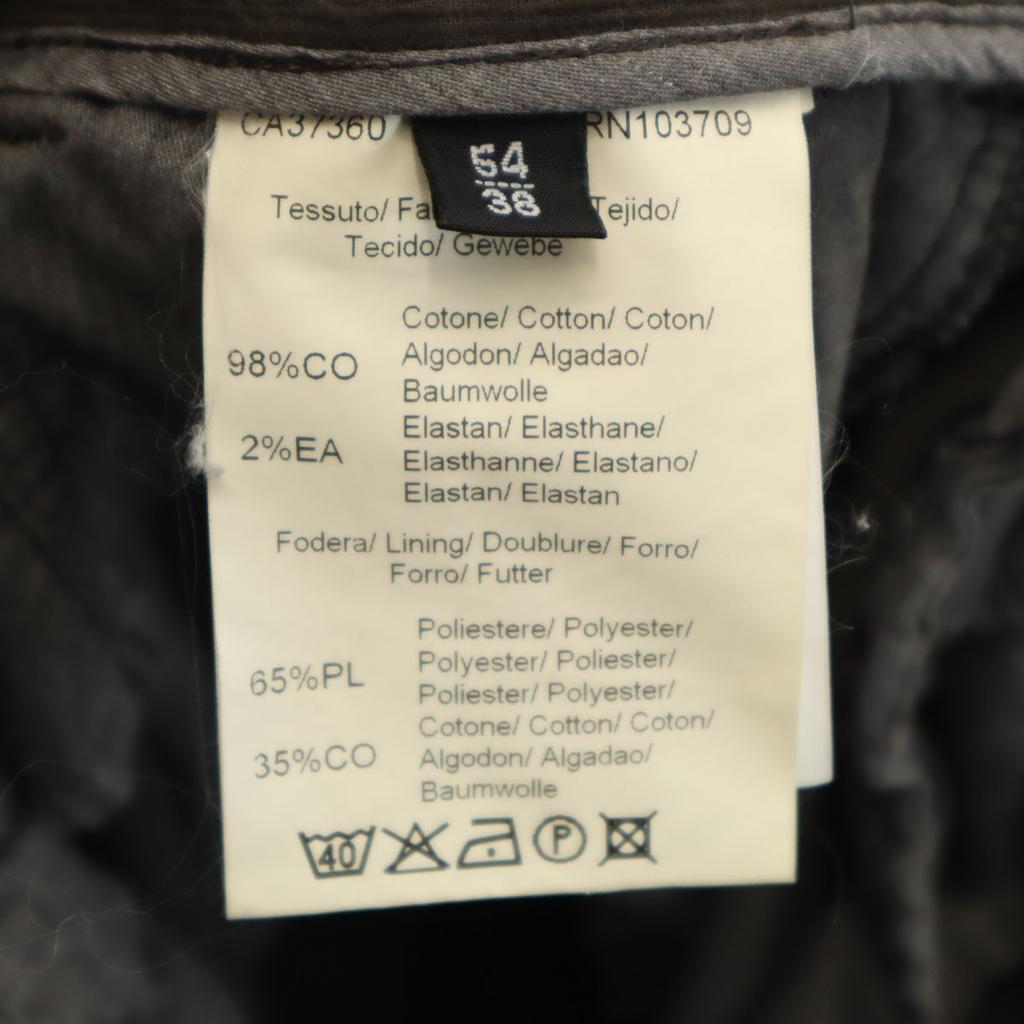 CA37360 RN103709
54
38
Tessuto/ Fa Tejido/
Tecido/ Gewebe
98%CO
Cotone/ Cotton/ Coton/
Algodon/ Algadao/
Baumwolle
2%EA
Elastan/ Elasthane/
Elasthanne/ Elastano/
Elastan/ Elastan
Fodera/ Lining/ Doublure/ Forro/
Forro/ Futter
65%PL
Poliestere/ Polyester/
Polyester/ Poliester/
Poliester/ Polyester/
35%CO
Cotone/ Cotton/ Coton/
Algodon/ Algadao/
Baumwolle
40 P